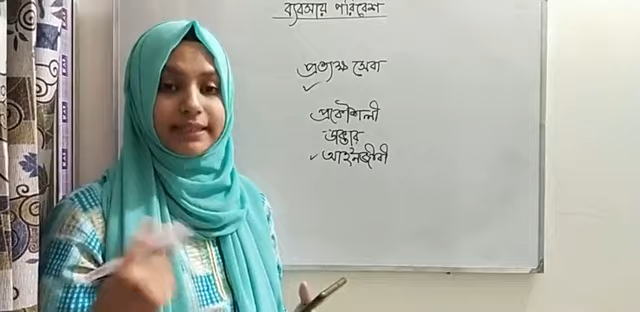 ব্যবসায় পরিবেশ
প্রত্যক্ষ সেবা
প্রকৌশলী
ডাক্তার
আইনজীবী